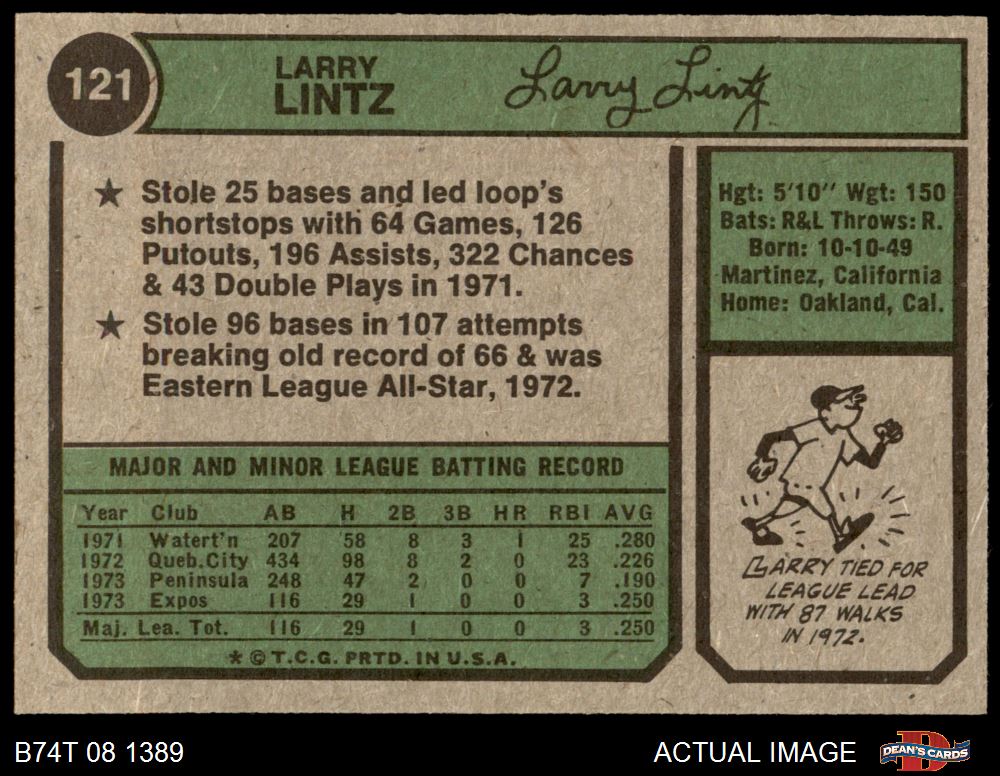 121
LARRY
LINTZ
Larry Lintz
★ Stole 25 bases and led loop's
shortstops with 64 Games, 126
Putouts, 196 Assists, 322 Chances
& 43 Double Plays in 1971.
★ Stole 96 bases in 107 attempts
breaking old record of 66 & was
Eastern League All-Star, 1972.
Hgt: 5'10" Wgt: 150
Bats: R&L Throws: R.
Born: 10-10-49
Martinez, California
Home: Oakland, Cal.
MAJOR AND MINOR LEAGUE BATTING RECORD
Year Club AB H 2B 3B HR RBI AVG
1971 Watert'n 207 58 8 3 1 25 .280
1972 Queb.City 434 98 8 2 0 23 .226
1973 Peninsula 248 47 2 0 0 7 .190
1973 Expos 116 29 1 0 0 3 .250
Maj. Lea. Tot. 116 29 1 0 0 3 .250
* © T.C.G. PRTD. IN U.S.A.
LARRY TIED FOR
LEAGUE LEAD
WITH 87 WALKS
IN 1972.
B74T 08 1389
ACTUAL IMAGE
DEAN'S CARDS